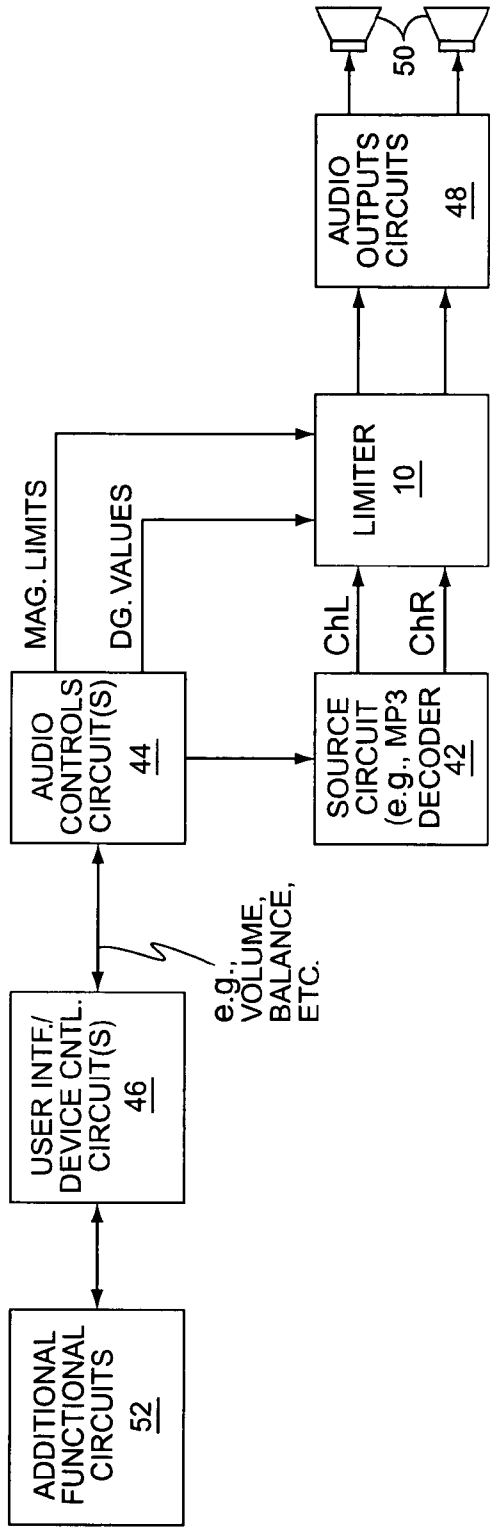 ADDITIONAL
FUNCTIONAL
CIRCUITS
52
USER INTF./
DEVICE CNTL.
CIRCUIT(S)
46
e.g.,
VOLUME,
BALANCE,
ETC.
AUDIO
CONTROLS
CIRCUIT(S)
44
MAG. LIMITS
DG. VALUES
SOURCE
CIRCUIT
(e.g., MP3
DECODER
42
ChL
ChR
LIMITER
10
AUDIO
OUTPUTS
CIRCUITS
48
50